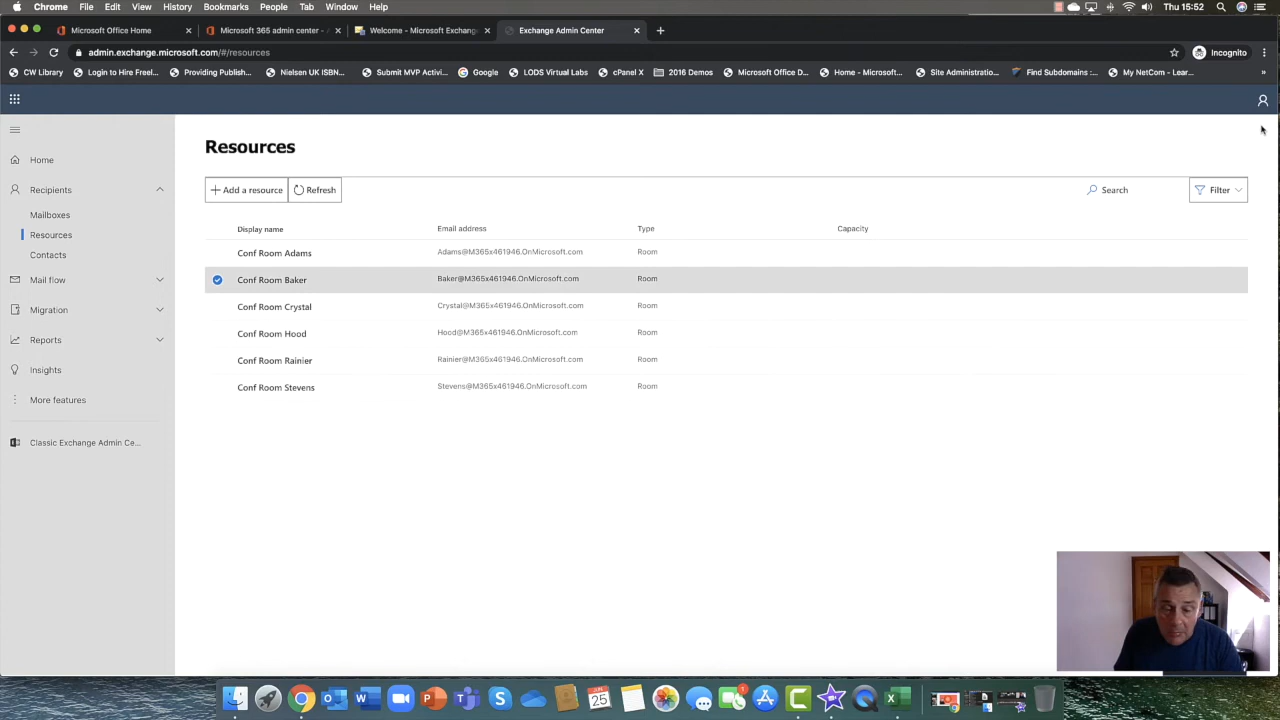 Chrome File Edit View History Bookmarks People Tab Window Help Thu 15:52
Microsoft Office Home Microsoft 365 admin center - A Welcome - Microsoft Exchange Exchange Admin Center
admin.exchange.microsoft.com/#/resources Incognito
CW Library Login to Hire Freel... Providing Publish... Nielsen UK ISBN... Submit MVP Activi... Google LODS Virtual Labs cPanel X 2016 Demos Microsoft Office D... Home - Microsoft... Site Administratio... Find Subdomains :... My NetCom - Lear... »
Resources
Home
Recipients
Mailboxes
Resources
Contacts
Mail flow
Migration
Reports
Insights
More features
Classic Exchange Admin Ce...
Add a resource Refresh Search Filter
Display name Email address Type Capacity
Conf Room Adams Adams@M365x461946.OnMicrosoft.com Room
Conf Room Baker Baker@M365x461946.OnMicrosoft.com Room
Conf Room Crystal Crystal@M365x461946.OnMicrosoft.com Room
Conf Room Hood Hood@M365x461946.OnMicrosoft.com Room
Conf Room Rainier Rainier@M365x461946.OnMicrosoft.com Room
Conf Room Stevens Stevens@M365x461946.OnMicrosoft.com Room
JUN
25
1